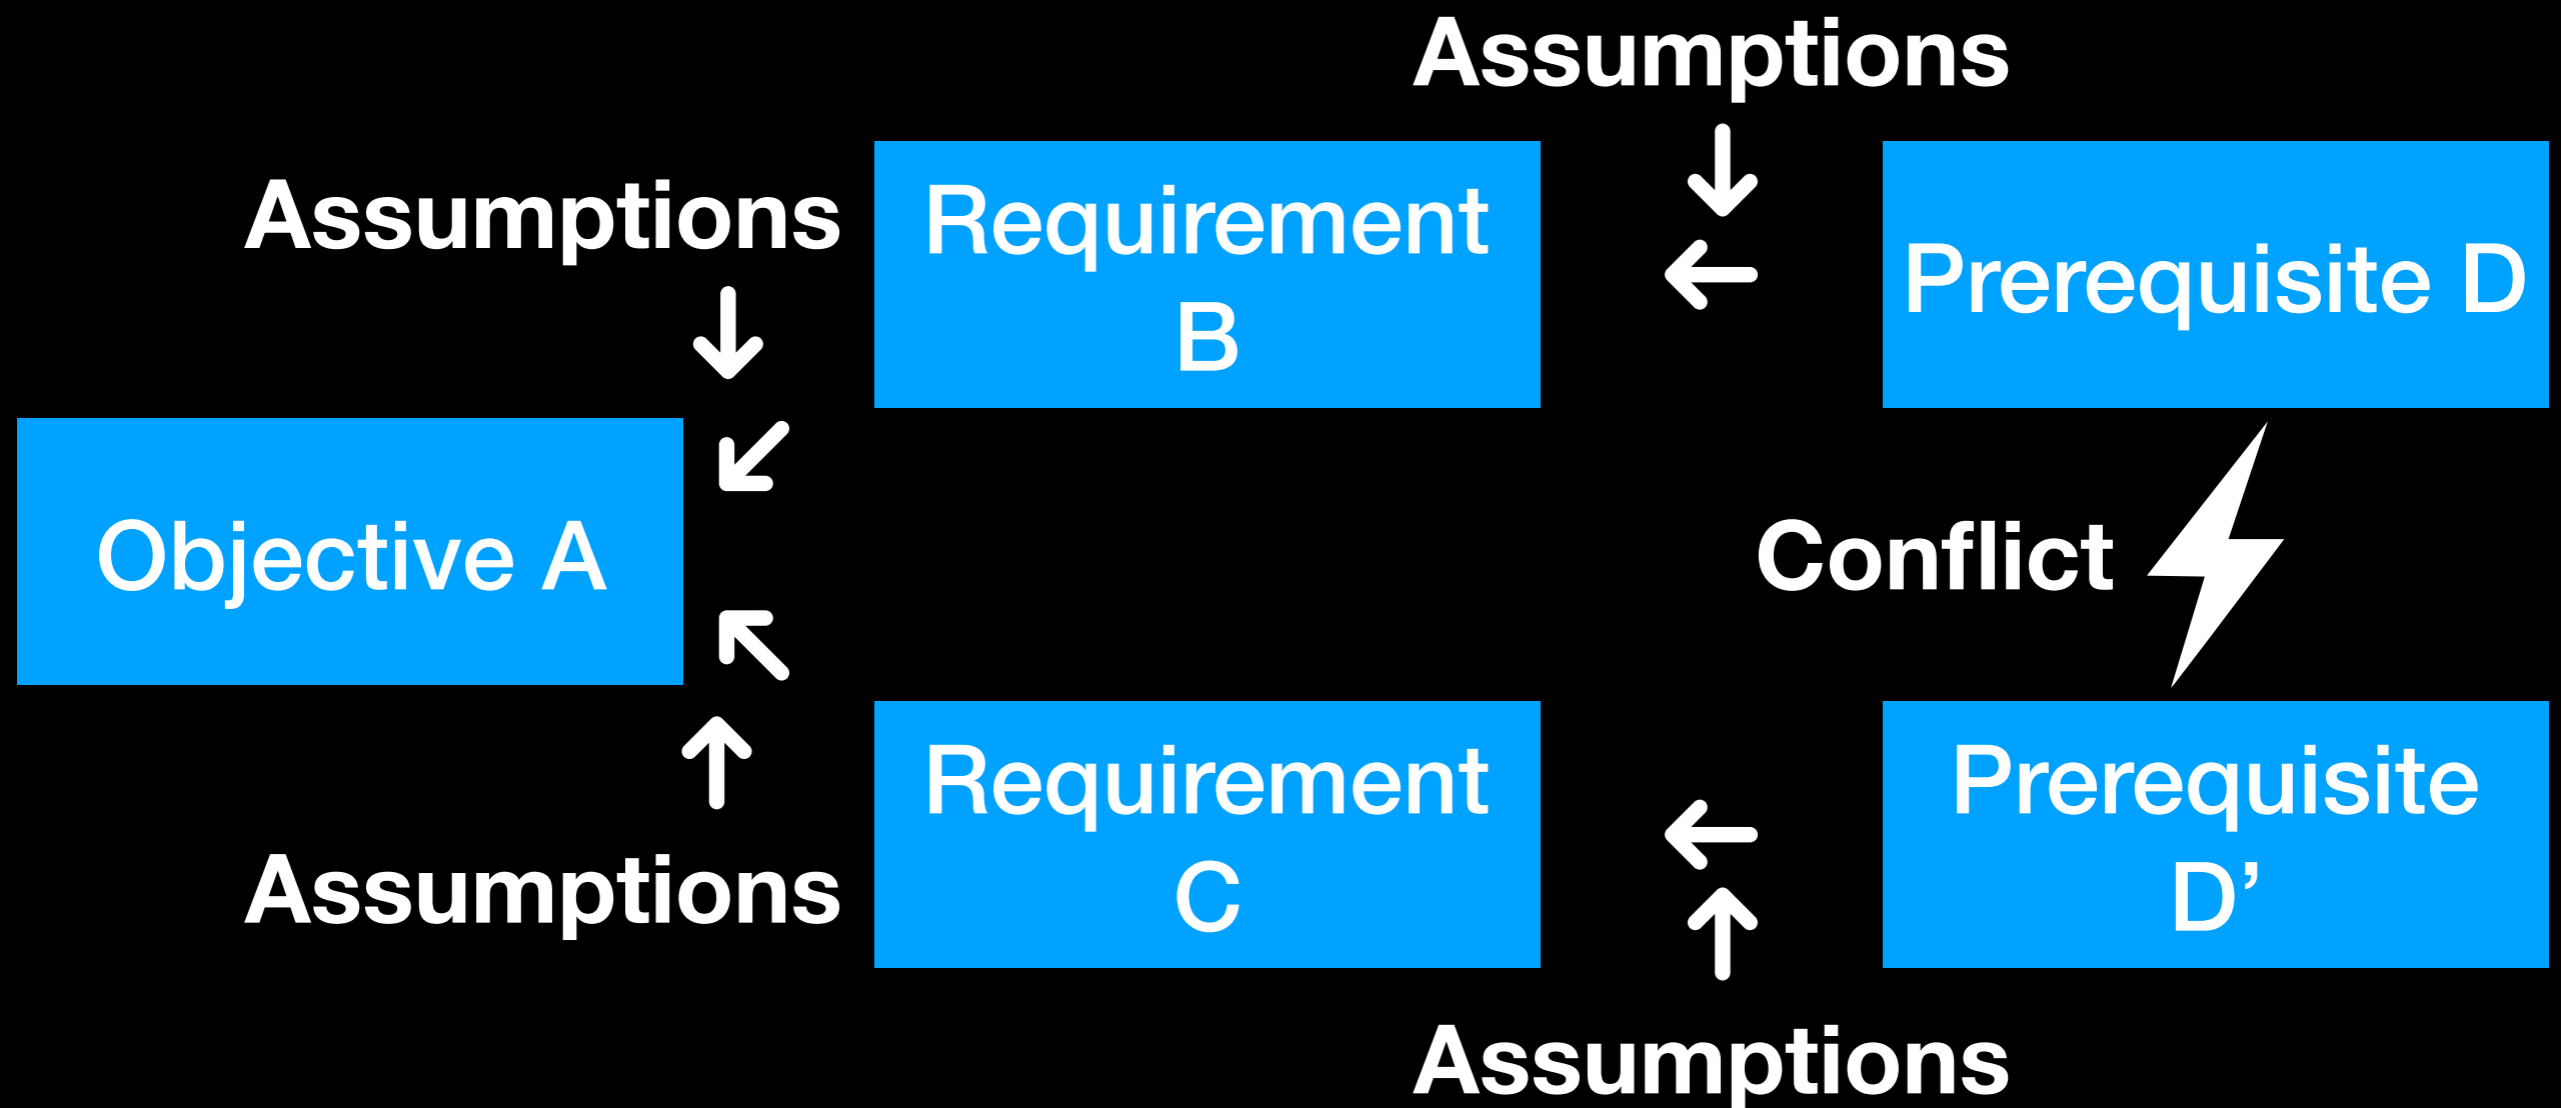 Assumptions
Assumptions
Requirement
B
Prerequisite D
Objective A
Conflict
Requirement
C
Prerequisite
D’
Assumptions
Assumptions